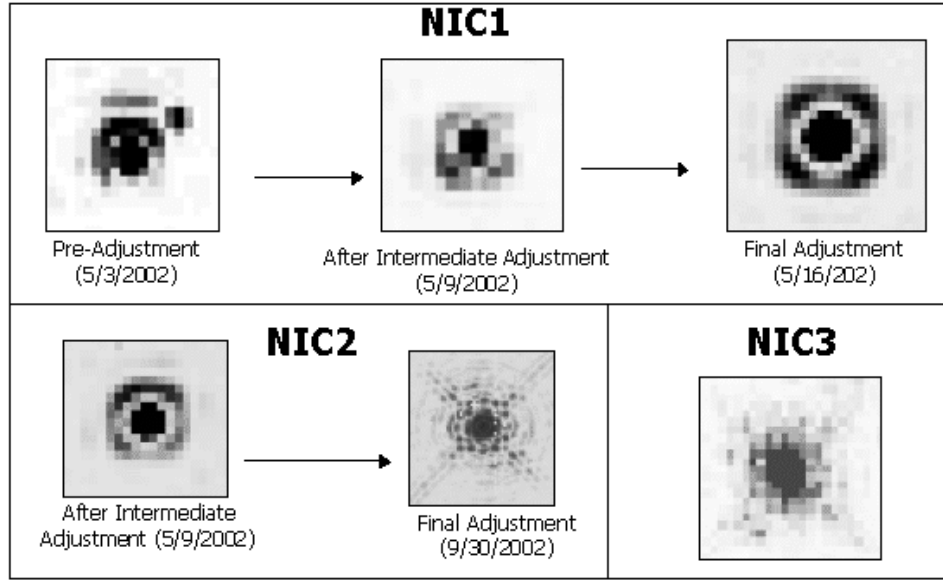 NIC1
Pre-Adjustment
(5/3/2002)
After Intermediate Adjustment
(5/9/2002)
Final Adjustment
(5/16/202)
NIC2
After Intermediate
Adjustment (5/9/2002)
Final Adjustment
(9/30/2002)
NIC3